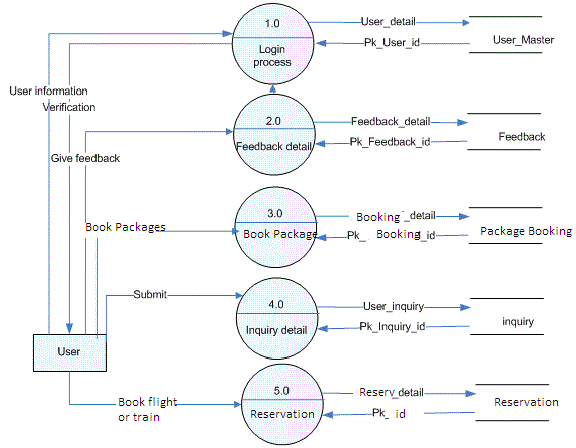 1.0
Login
process
User_detail
Pk_User_id
User_Master
User information
Verification
2.0
Feedback detail
Feedback_detail
Pk_Feedback_id
Feedback
Give feedback
3.0
Book Package
Booking _detail
Pk_ Booking_id
Package Booking
Book Packages
4.0
Inquiry detail
User_inquiry
Pk_Inquiry_id
inquiry
Submit
User
5.0
Reservation
Reserv_detail
Pk_ id
Reservation
Book flight
or train